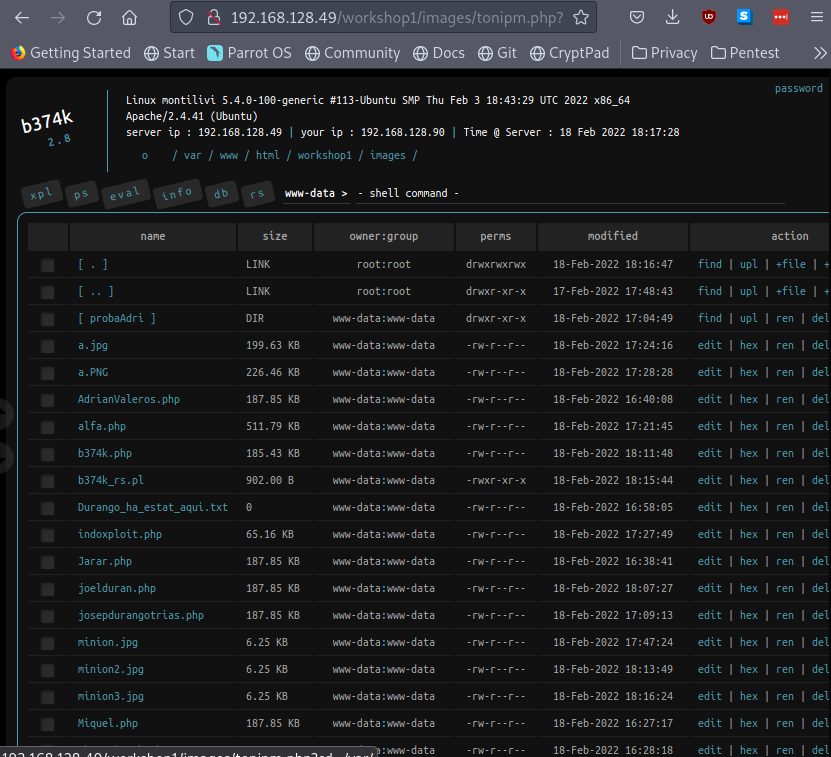 192.168.128.49/workshop1/images/tonipm.php?
Getting Started Start Parrot OS Community Docs Git CryptPad Privacy Pentest
password
b374k
2.8
Linux montilivi 5.4.0-100-generic #113-Ubuntu SMP Thu Feb 3 18:43:29 UTC 2022 x86_64
Apache/2.4.41 (Ubuntu)
server ip : 192.168.128.49 | your ip : 192.168.128.90 | Time @ Server : 18 Feb 2022 18:17:28
o / var / www / html / workshop1 / images /
xpl ps eval info db rs www-data > - shell command -
name size owner:group perms modified action
[ . ] LINK root:root drwxrwxrwx 18-Feb-2022 18:16:47 find | upl | +file | +
[ .. ] LINK root:root drwxr-xr-x 17-Feb-2022 17:48:43 find | upl | +file | +
[ probaAdri ] DIR www-data:www-data drwxr-xr-x 18-Feb-2022 17:04:49 find | upl | ren | del
a.jpg 199.63 KB www-data:www-data -rw-r--r-- 18-Feb-2022 17:24:16 edit | hex | ren | del
a.PNG 226.46 KB www-data:www-data -rw-r--r-- 18-Feb-2022 17:28:28 edit | hex | ren | del
AdrianValeros.php 187.85 KB www-data:www-data -rw-r--r-- 18-Feb-2022 16:40:08 edit | hex | ren | del
alfa.php 511.79 KB www-data:www-data -rw-r--r-- 18-Feb-2022 17:21:45 edit | hex | ren | del
b374k.php 185.43 KB www-data:www-data -rw-r--r-- 18-Feb-2022 18:11:48 edit | hex | ren | del
b374k_rs.pl 902.00 B www-data:www-data -rwxr-xr-x 18-Feb-2022 18:15:44 edit | hex | ren | del
Durango_ha_estat_aqui.txt 0 www-data:www-data -rw-r--r-- 18-Feb-2022 16:58:05 edit | hex | ren | del
indoxploit.php 65.16 KB www-data:www-data -rw-r--r-- 18-Feb-2022 17:27:49 edit | hex | ren | del
Jarar.php 187.85 KB www-data:www-data -rw-r--r-- 18-Feb-2022 16:38:41 edit | hex | ren | del
joelduran.php 187.85 KB www-data:www-data -rw-r--r-- 18-Feb-2022 18:07:27 edit | hex | ren | del
josepdurangotrias.php 187.85 KB www-data:www-data -rw-r--r-- 18-Feb-2022 17:09:13 edit | hex | ren | del
minion.jpg 6.25 KB www-data:www-data -rw-r--r-- 18-Feb-2022 17:47:24 edit | hex | ren | del
minion2.jpg 6.25 KB www-data:www-data -rw-r--r-- 18-Feb-2022 18:13:49 edit | hex | ren | del
minion3.jpg 6.25 KB www-data:www-data -rw-r--r-- 18-Feb-2022 18:16:24 edit | hex | ren | del
Miquel.php 187.85 KB www-data:www-data -rw-r--r-- 18-Feb-2022 16:27:17 edit | hex | ren | del
www-data:www-data -rw-r--r-- 18-Feb-2022 16:28:18 edit | hex | ren | del